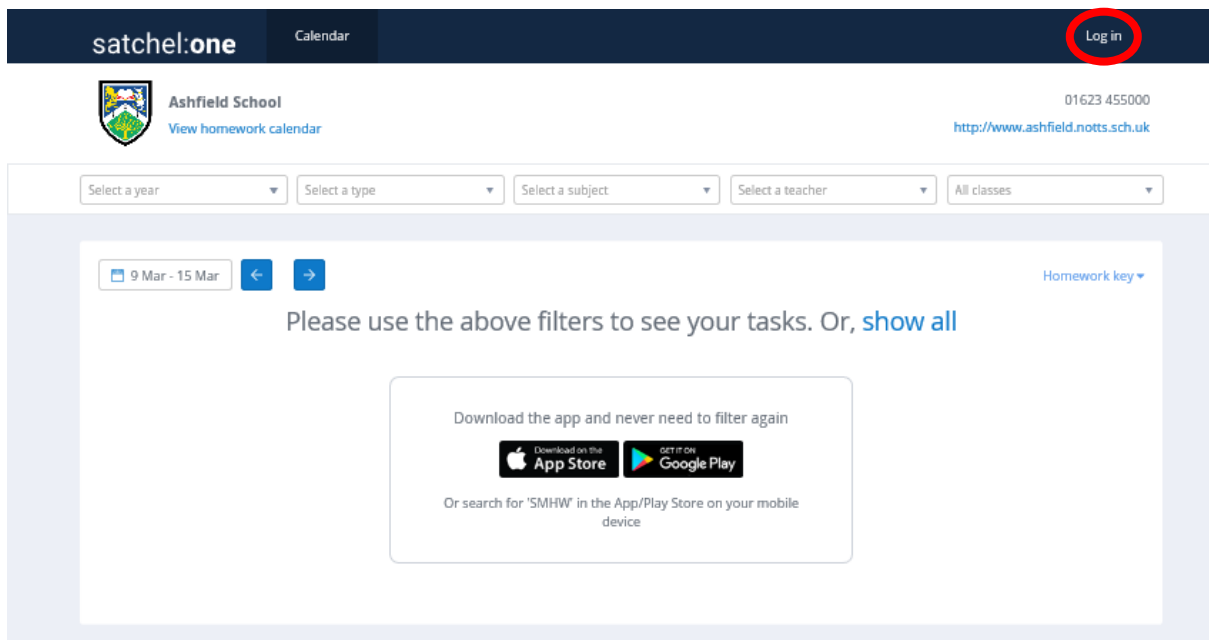 satchel:one
Calendar
Log in
Ashfield School
View homework calendar
01623 455000
http://www.ashfield.notts.sch.uk
Select a year
Select a type
Select a subject
Select a teacher
All classes
9 Mar - 15 Mar
Homework key
Please use the above filters to see your tasks. Or, show all
Download the app and never need to filter again
Download on the
App Store
GET IT ON
Google Play
Or search for 'SMHW' in the App/Play Store on your mobile
device